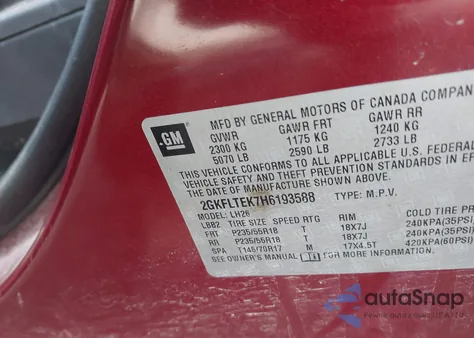 GM
MFD BY GENERAL MOTORS OF CANADA COMPAN
GVWR GAWR FRT GAWR RR
2300 KG 1175 KG 1240 KG
5070 LB 2590 LB 2733 LB
THIS VEHICLE CONFORMS TO ALL APPLICABLE U.S. FEDERAL
VEHICLE SAFETY AND THEFT PREVENTION STANDARDS IN EFF
THIS DATE OF MANUFACTURE SHOWN ABOVE.
2GKFLTEK7H6193588 TYPE: M.P.V.
MODEL: LH26
LBB2 TIRE SIZE SPEED RTG RIM COLD TIRE PR
FRT P235/55R18 T 18X7J 240KPA(35PSI)
RR P235/55R18 T 18X7J 240KPA(35PSI)
SPA T145/70R17 M 17X4.5T 420KPA(60PSI)
SEE OWNER'S MANUAL FOR MORE INFORMATION
autoSnap